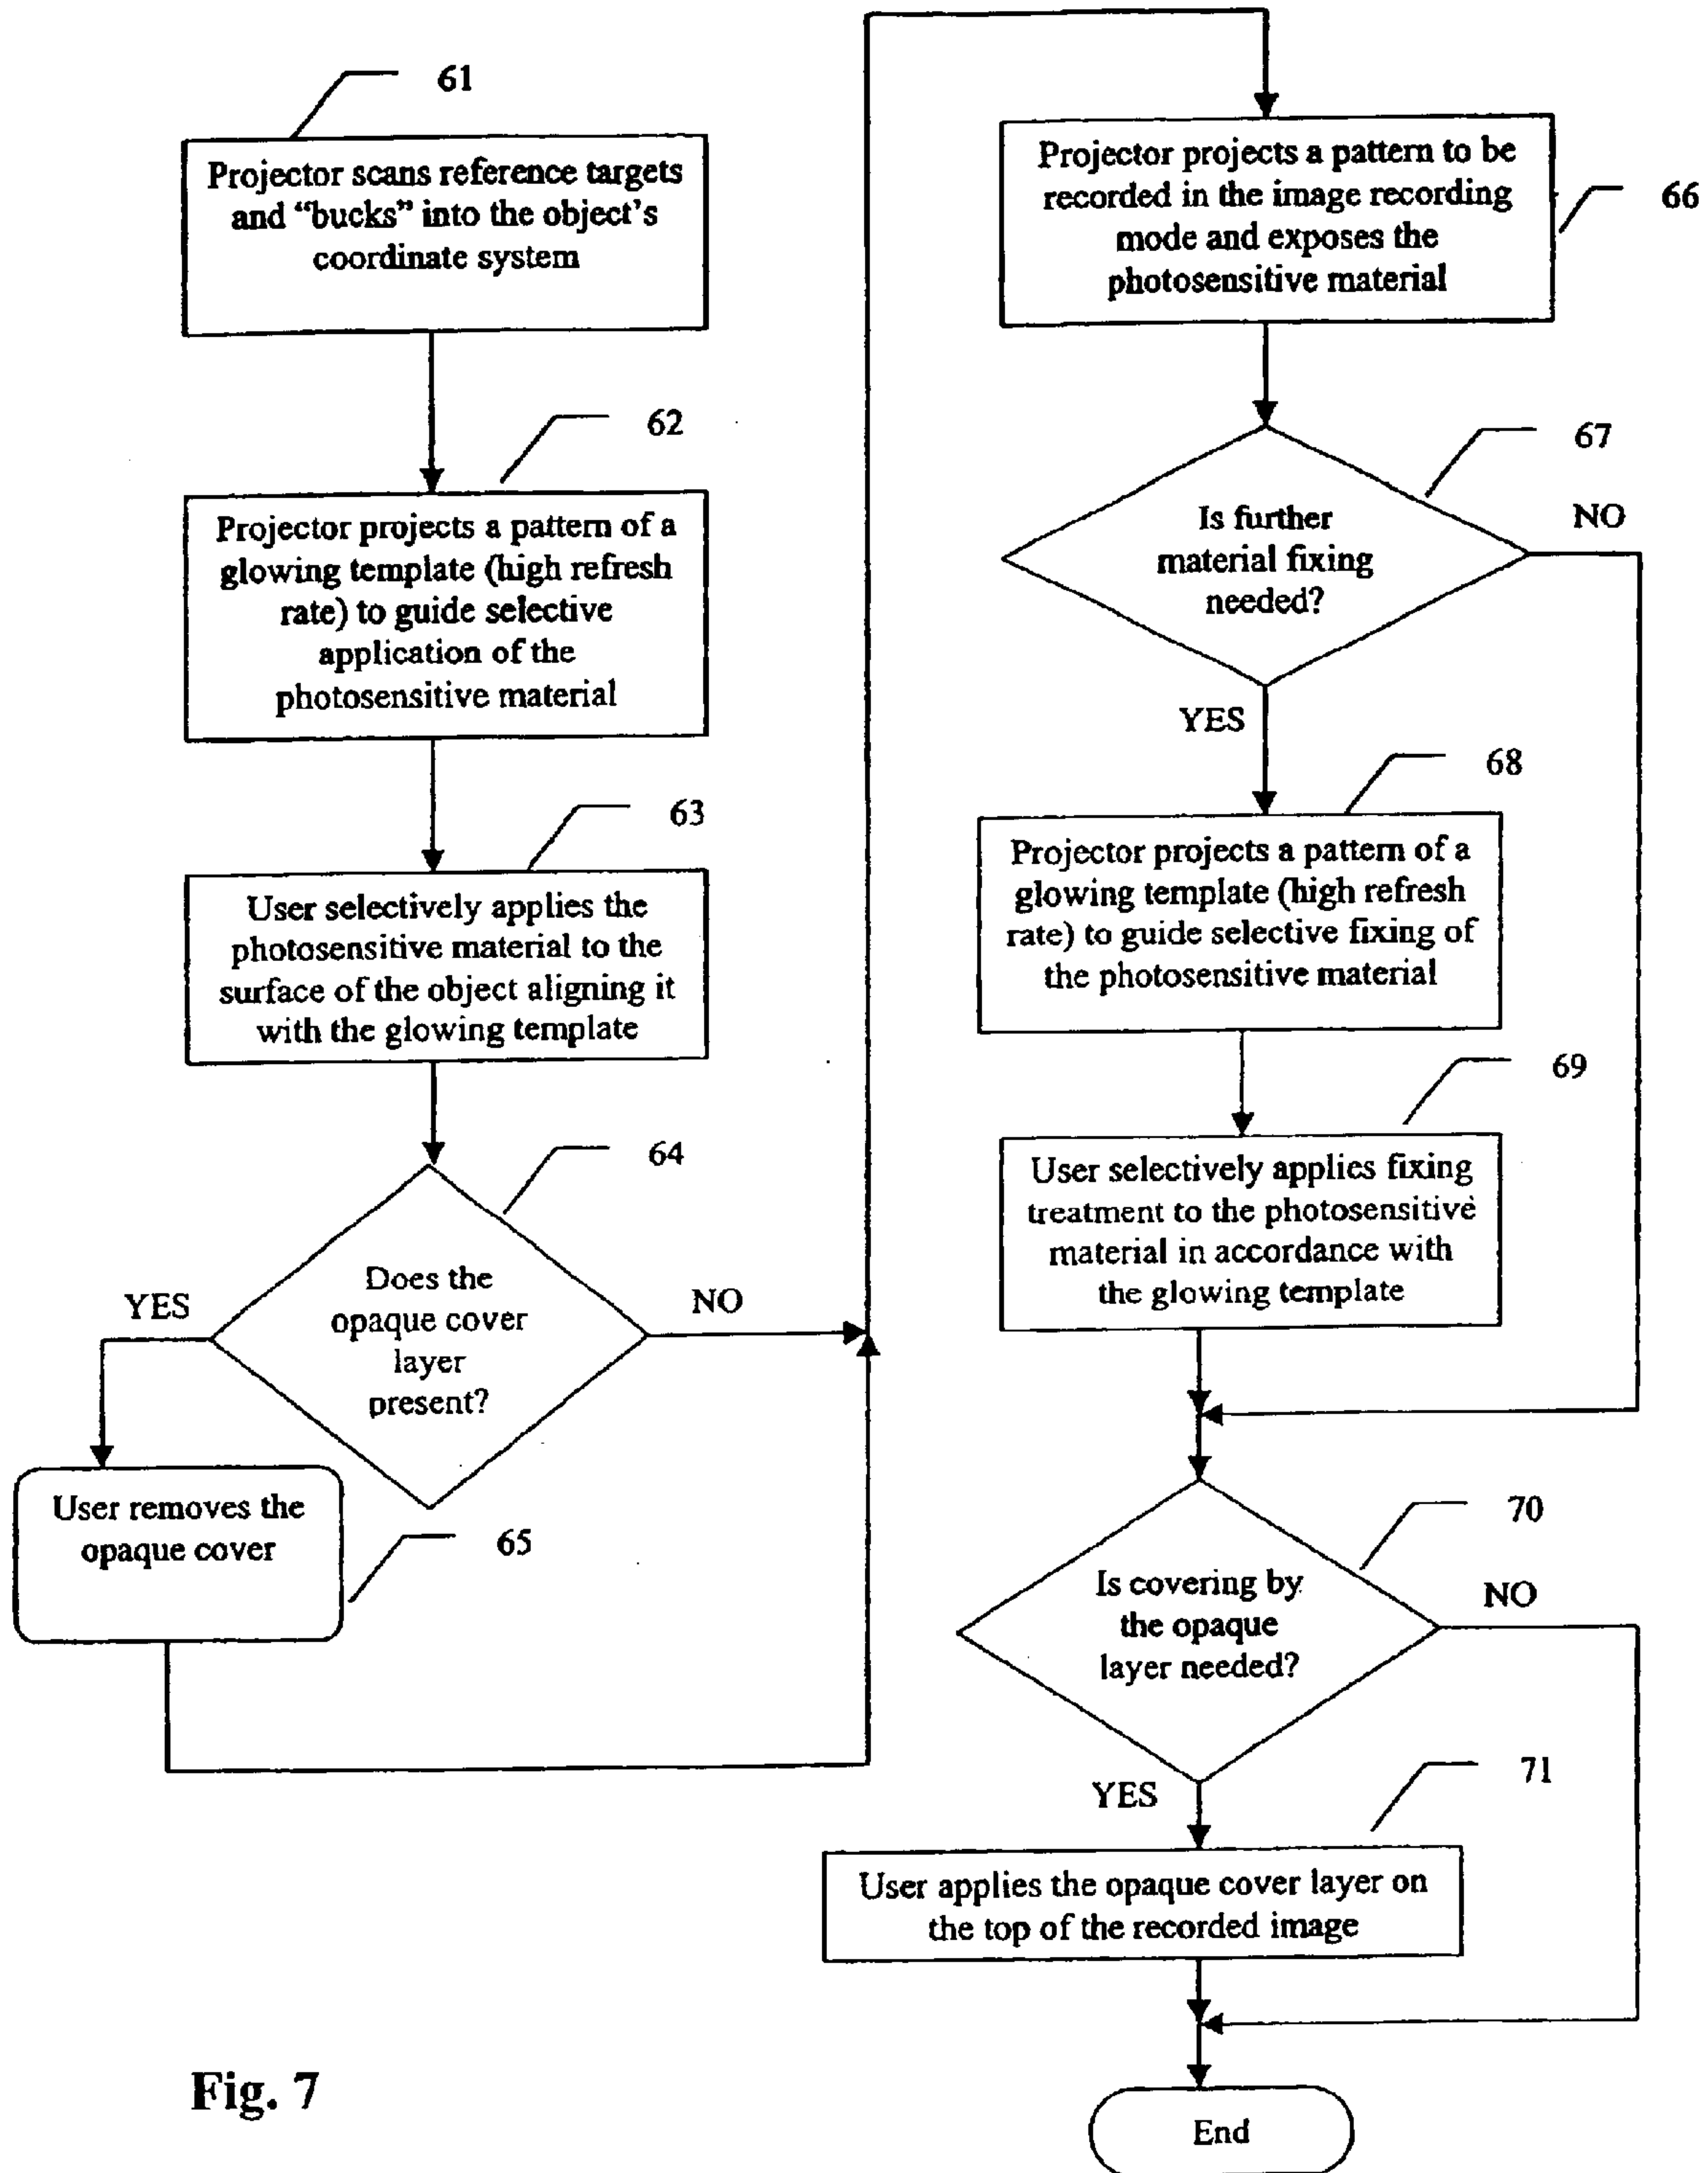 61
Projector scans reference targets
and “bucks” into the object’s
coordinate system
62
Projector projects a pattern of a
glowing template (high refresh
rate) to guide selective
application of the
photosensitive material
63
User selectively applies the
photosensitive material to the
surface of the object aligning it
with the glowing template
64
Does the
opaque cover
layer
present?
YES
NO
User removes the
opaque cover
65
Projector projects a pattern to be
recorded in the image recording
mode and exposes the
photosensitive material
66
67
Is further
material fixing
needed?
NO
YES
68
Projector projects a pattern of a
glowing template (high refresh
rate) to guide selective fixing of
the photosensitive material
69
User selectively applies fixing
treatment to the photosensitive
material in accordance with
the glowing template
70
Is covering by
the opaque
layer needed?
NO
YES
71
User applies the opaque cover layer on
the top of the recorded image
End
Fig. 7